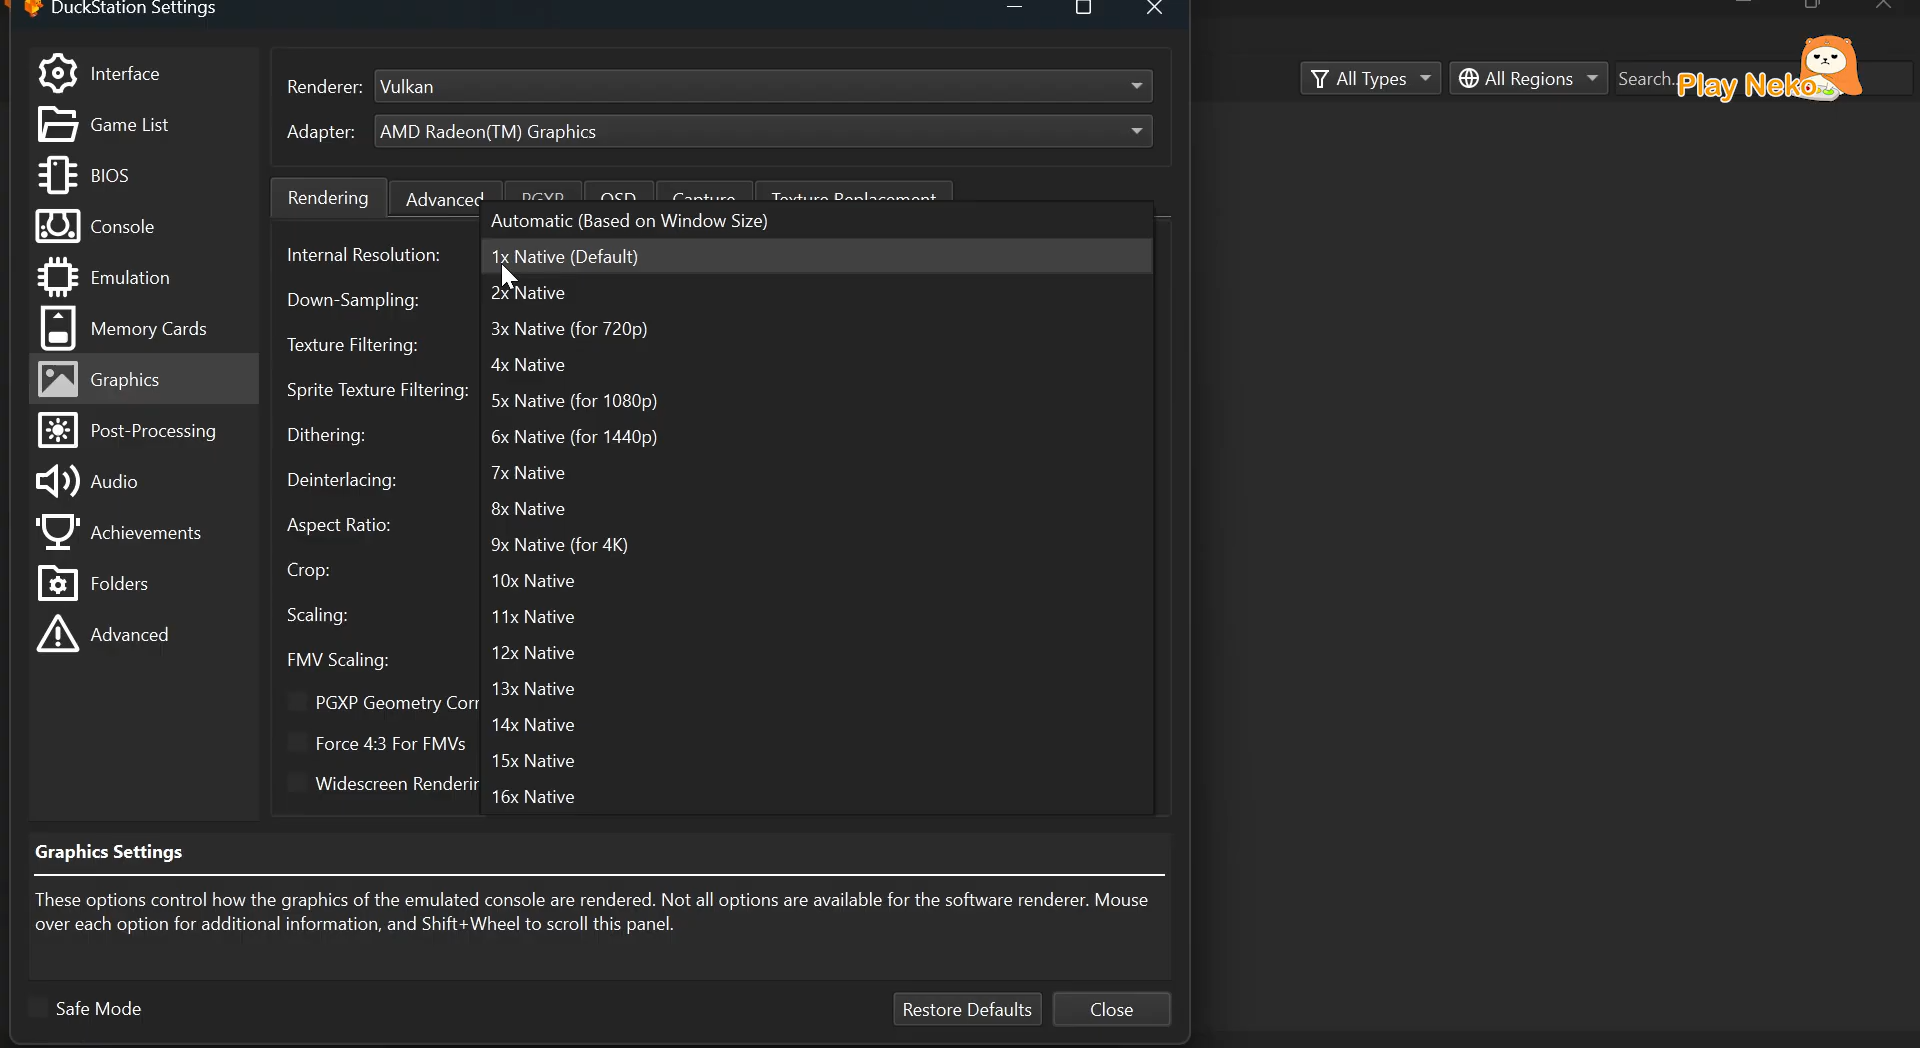 DuckStation Settings
Interface
Game List
BIOS
Console
Emulation
Memory Cards
Graphics
Post-Processing
Audio
Achievements
Folders
Advanced
Renderer: Vulkan
Adapter: AMD Radeon(TM) Graphics
Rendering Advanced PGXP OSD Capture Texture Replacement
Internal Resolution:
Down-Sampling:
Texture Filtering:
Sprite Texture Filtering:
Dithering:
Deinterlacing:
Aspect Ratio:
Crop:
Scaling:
FMV Scaling:
PGXP Geometry Corr
Force 4:3 For FMVs
Widescreen Renderin
Automatic (Based on Window Size)
1x Native (Default)
2x Native
3x Native (for 720p)
4x Native
5x Native (for 1080p)
6x Native (for 1440p)
7x Native
8x Native
9x Native (for 4K)
10x Native
11x Native
12x Native
13x Native
14x Native
15x Native
16x Native
Graphics Settings
These options control how the graphics of the emulated console are rendered. Not all options are available for the software renderer. Mouse
over each option for additional information, and Shift+Wheel to scroll this panel.
Safe Mode
Restore Defaults
Close
All Types
All Regions
Search...
Play Neko